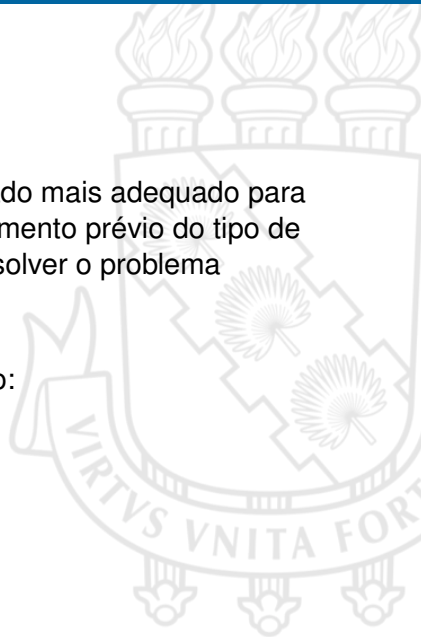 do mais adequado para
mento prévio do tipo de
solver o problema
o:
VIRTVS VNITA FOR